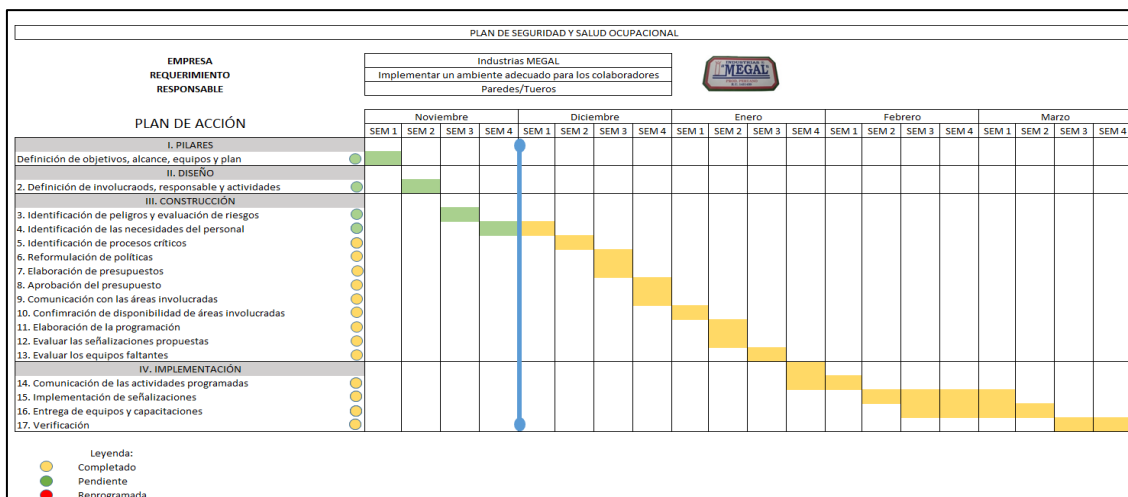 PLAN DE SEGURIDAD Y SALUD OCUPACIONAL
EMPRESA Industrias MEGAL
REQUERIMIENTO Implementar un ambiente adecuado para los colaboradores
RESPONSABLE Paredes/Tueros
INDUSTRIAS
"MEGAL"
PLAN DE ACCIÓN
Noviembre Diciembre Enero Febrero Marzo
SEM 1 SEM 2 SEM 3 SEM 4 SEM 1 SEM 2 SEM 3 SEM 4 SEM 1 SEM 2 SEM 3 SEM 4 SEM 1 SEM 2 SEM 3 SEM 4 SEM 1 SEM 2 SEM 3 SEM 4
I. PILARES
Definición de objetivos, alcance, equipos y plan
II. DISEÑO
2. Definición de involucraods, responsable y actividades
III. CONSTRUCCIÓN
3. Identificación de peligros y evaluación de riesgos
4. Identificación de las necesidades del personal
5. Identificación de procesos críticos
6. Reformulación de políticas
7. Elaboración de presupuestos
8. Aprobación del presupuesto
9. Comunicación con las áreas involucradas
10. Confimración de disponibilidad de áreas involucradas
11. Elaboración de la programación
12. Evaluar las señalizaciones propuestas
13. Evaluar los equipos faltantes
IV. IMPLEMENTACIÓN
14. Comunicación de las actividades programadas
15. Implementación de señalizaciones
16. Entrega de equipos y capacitaciones
17. Verificación
Leyenda:
Completado
Pendiente
Reprogramada